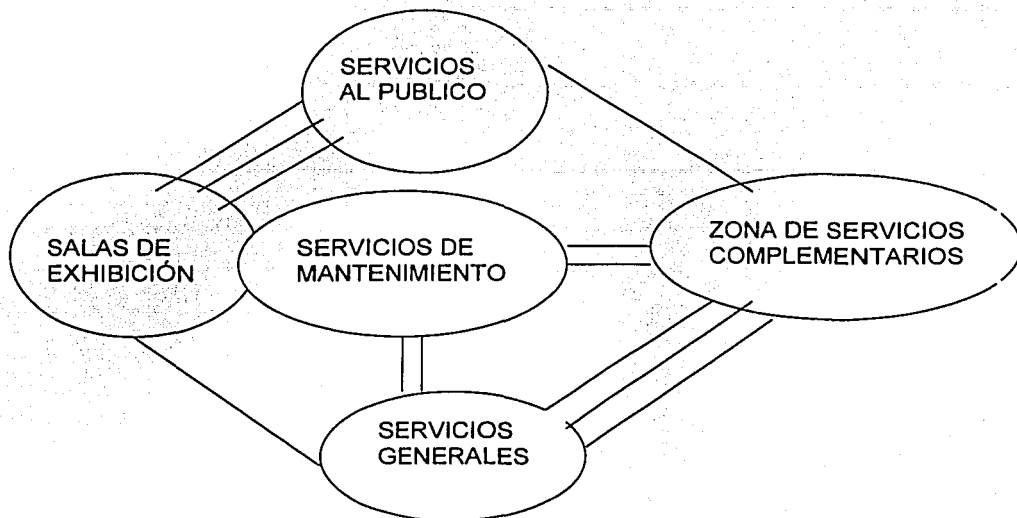 SERVICIOS
AL PUBLICO
SALAS DE
EXHIBICIÓN
SERVICIOS DE
MANTENIMIENTO
ZONA DE SERVICIOS
COMPLEMENTARIOS
SERVICIOS
GENERALES